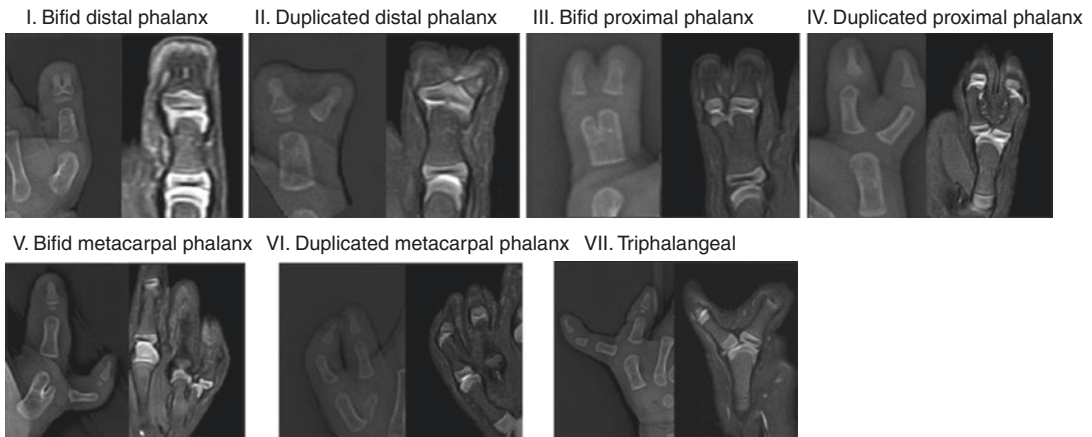 I. Bifid distal phalanx
II. Duplicated distal phalanx
III. Bifid proximal phalanx
IV. Duplicated proximal phalanx
V. Bifid metacarpal phalanx
VI. Duplicated metacarpal phalanx
VII. Triphalangeal